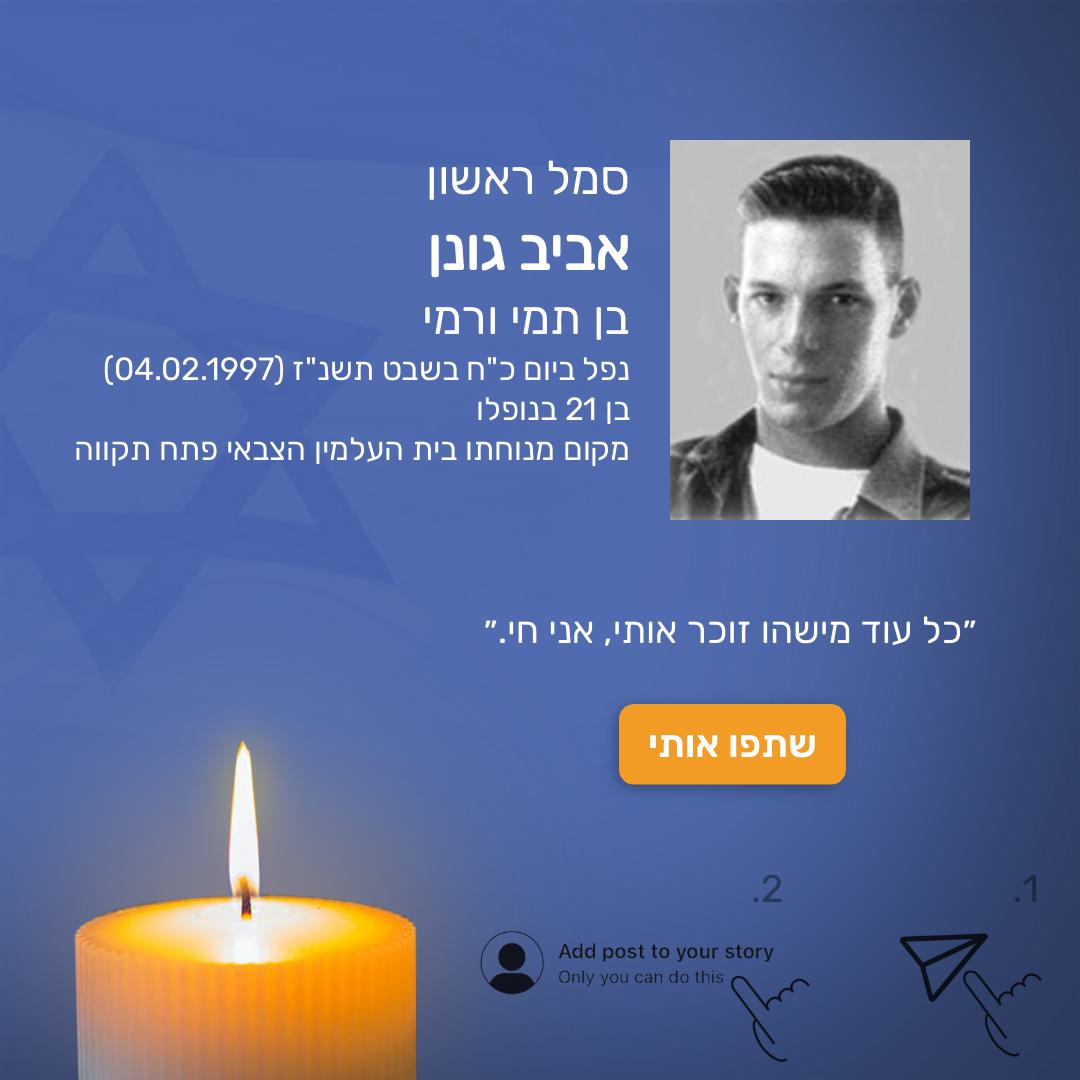 סמל ראשון
אביב גונן
בן תמי ורמי
נפל ביום כ"ח בשבט תשנ"ז (04.02.1997)
בן 21 בנופלו
מקום מנוחתו בית העלמין הצבאי פתח תקווה
״כל עוד מישהו זוכר אותי, אני חי.״
שתפו אותי
1.
2.
Add post to your story
Only you can do this